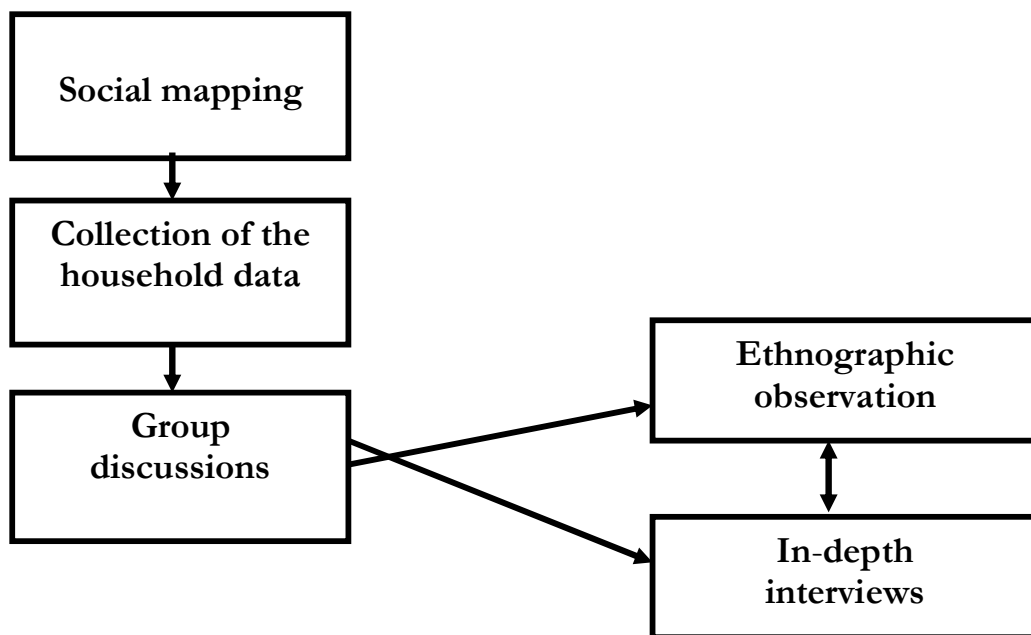 Social mapping
Collection of the
household data
Group
discussions
Ethnographic
observation
In-depth
interviews